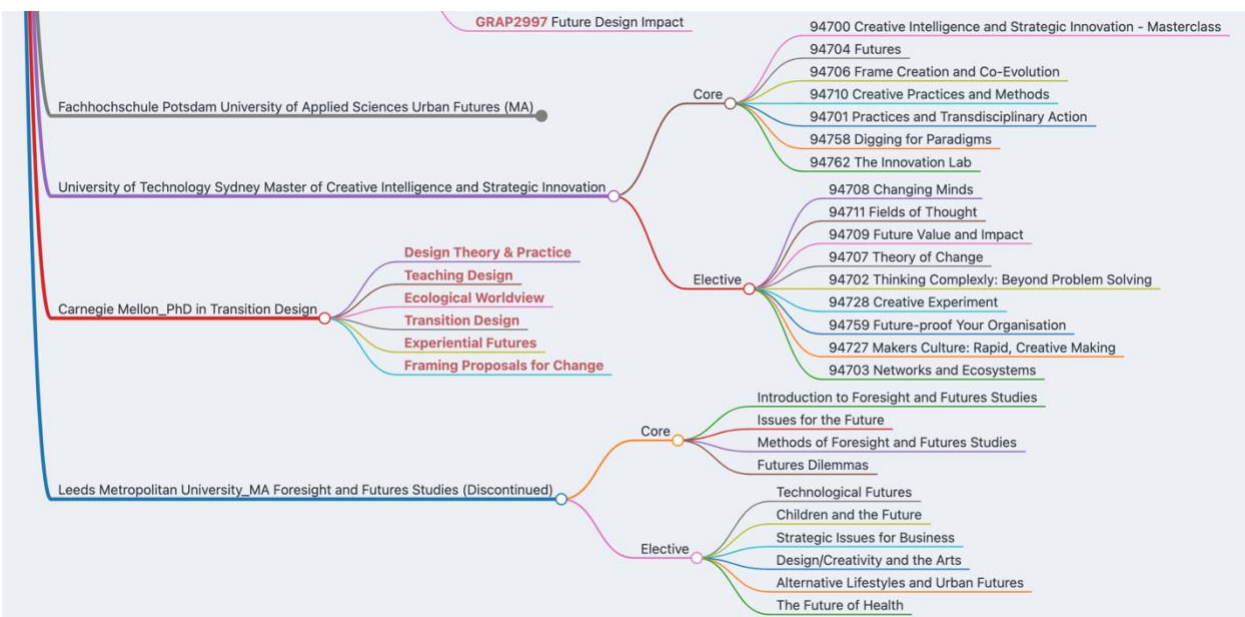 GRAP2997 Future Design Impact
Fachhochschule Potsdam University of Applied Sciences Urban Futures (MA)
University of Technology Sydney Master of Creative Intelligence and Strategic Innovation
Core
94700 Creative Intelligence and Strategic Innovation - Masterclass
94704 Futures
94706 Frame Creation and Co-Evolution
94710 Creative Practices and Methods
94701 Practices and Transdisciplinary Action
94758 Digging for Paradigms
94762 The Innovation Lab
Elective
94708 Changing Minds
94711 Fields of Thought
94709 Future Value and Impact
94707 Theory of Change
94702 Thinking Complexly: Beyond Problem Solving
94728 Creative Experiment
94759 Future-proof Your Organisation
94727 Makers Culture: Rapid, Creative Making
94703 Networks and Ecosystems
Carnegie Mellon_PhD in Transition Design
Design Theory & Practice
Teaching Design
Ecological Worldview
Transition Design
Experiential Futures
Framing Proposals for Change
Leeds Metropolitan University_MA Foresight and Futures Studies (Discontinued)
Core
Introduction to Foresight and Futures Studies
Issues for the Future
Methods of Foresight and Futures Studies
Futures Dilemmas
Elective
Technological Futures
Children and the Future
Strategic Issues for Business
Design/Creativity and the Arts
Alternative Lifestyles and Urban Futures
The Future of Health